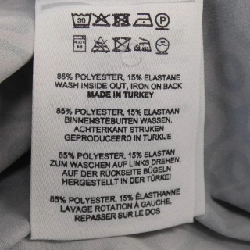 85% POLYESTER, 15% ELASTANE
WASH INSIDE OUT, IRON ON BACK
MADE IN TURKEY
85% POLYESTER, 15% ELASTAAN
BINNENSTEBUITEN WASSEN,
ACHTERKANT STRIJKEN
GEPRODUCEERD IN TURKIJE
85% POLYESTER, 15% ELASTAN
ZUM WASCHEN AUF LINKS DREHEN
AUF DER RÜCKSEITE BÜGELN
HERGESTELLT IN DER TÜRKEI
85% POLYESTER, 15% ÉLASTHANNE
LAVAGE ROTATION À GAUCHE,
REPASSER SUR LE DOS